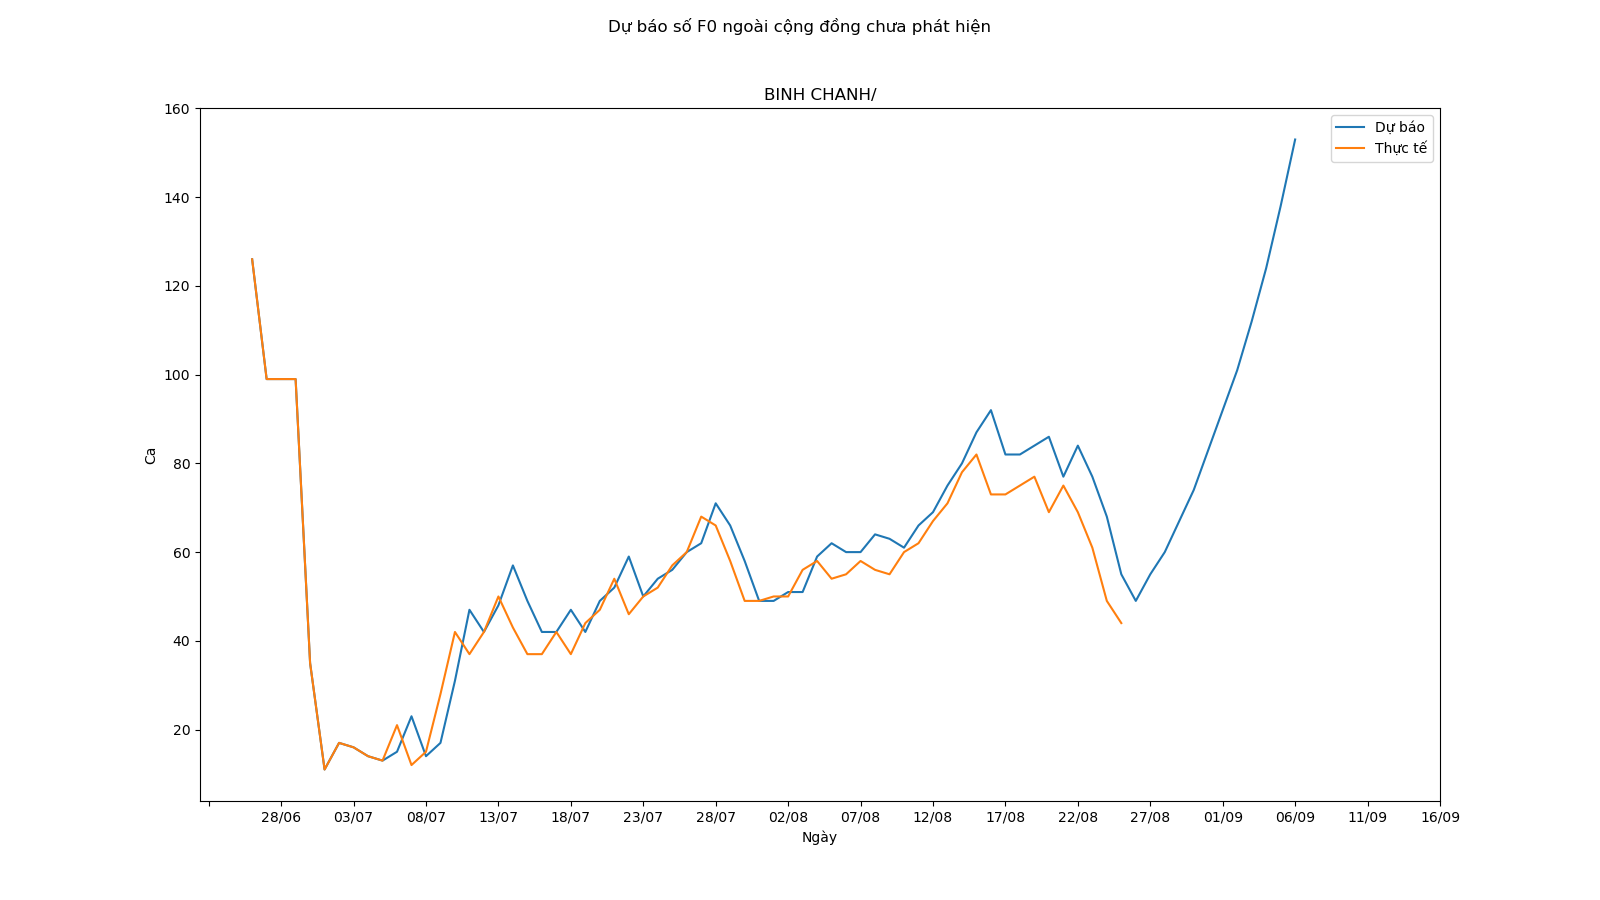 Dự báo số F0 ngoài cộng đồng chưa phát hiện
BINH CHANH/
Dự báo
Thực tế
160
140
120
100
80
60
40
20
Ca
28/06 03/07 08/07 13/07 18/07 23/07 28/07 02/08 07/08 12/08 17/08 22/08 27/08 01/09 06/09 11/09 16/09
Ngày